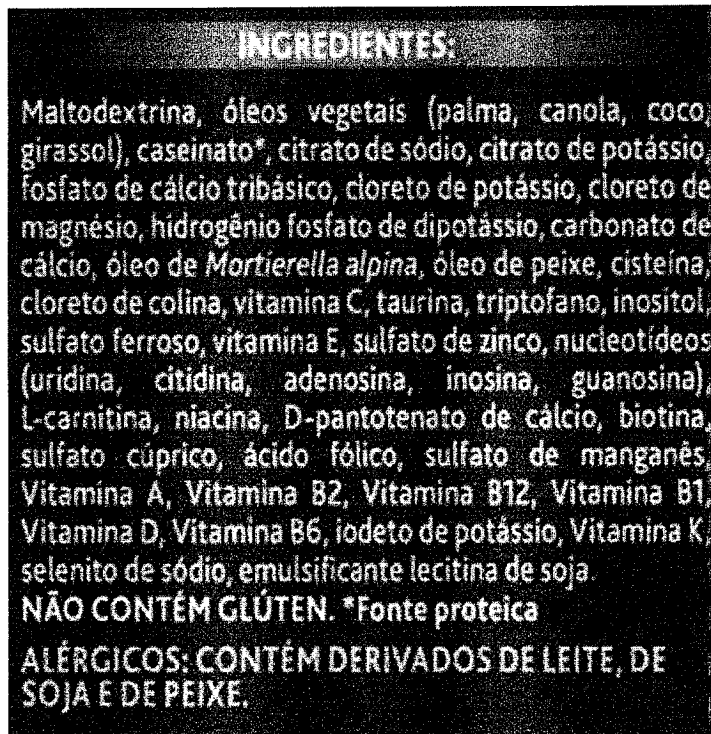 INGREDIENTES:
Maltodextrina, óleos vegetais (palma, canola, coco,
girassol), caseinato*, citrato de sódio, citrato de potássio,
fosfato de cálcio tribásico, cloreto de potássio, cloreto de
magnésio, hidrogênio fosfato de dipotássio, carbonato de
cálcio, óleo de Mortierella alpina, óleo de peixe, cisteína,
cloreto de colina, vitamina C, taurina, triptofano, inositol,
sulfato ferroso, vitamina E, sulfato de zinco, nucleotídeos
(uridina, citidina, adenosina, inosina, guanosina),
L-carnitina, niacina, D-pantotenato de cálcio, biotina,
sulfato cúprico, ácido fólico, sulfato de manganês,
Vitamina A, Vitamina B2, Vitamina B12, Vitamina B1,
Vitamina D, Vitamina B6, iodeto de potássio, Vitamina K,
selenito de sódio, emulsificante lecitina de soja.
NÃO CONTÉM GLÚTEN. *Fonte proteica
ALÉRGICOS: CONTÉM DERIVADOS DE LEITE, DE
SOJA E DE PEIXE.